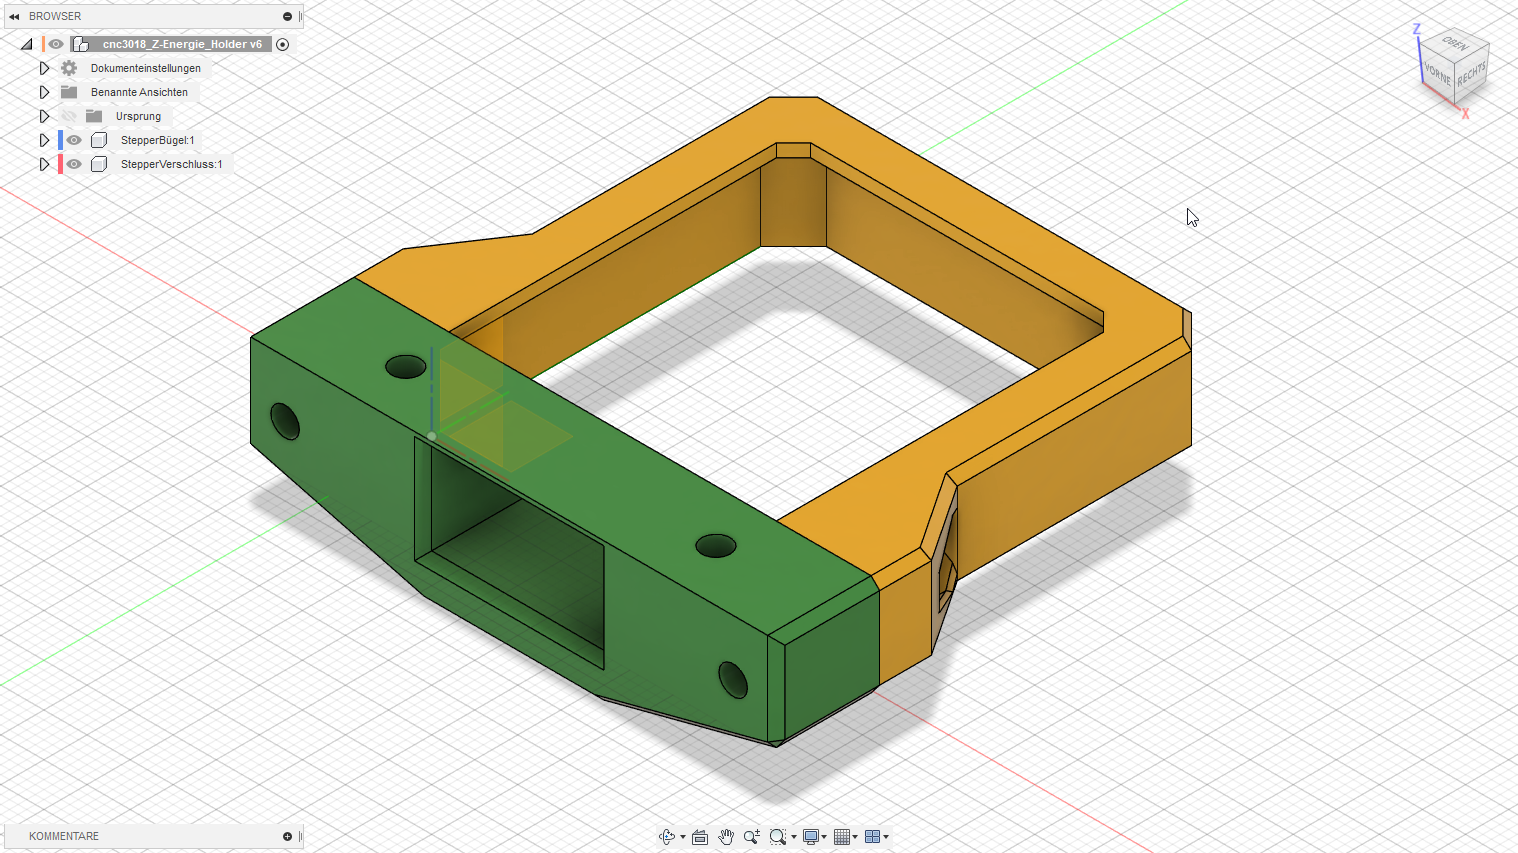 BROWSER
cnc3018_Z-Energie_Holder v6
Dokumenteinstellungen
Benannte Ansichten
Ursprung
StepperBügel:1
StepperVerschluss:1
Z
OBEN
VORNE
RECHTS
X
KOMMENTARE